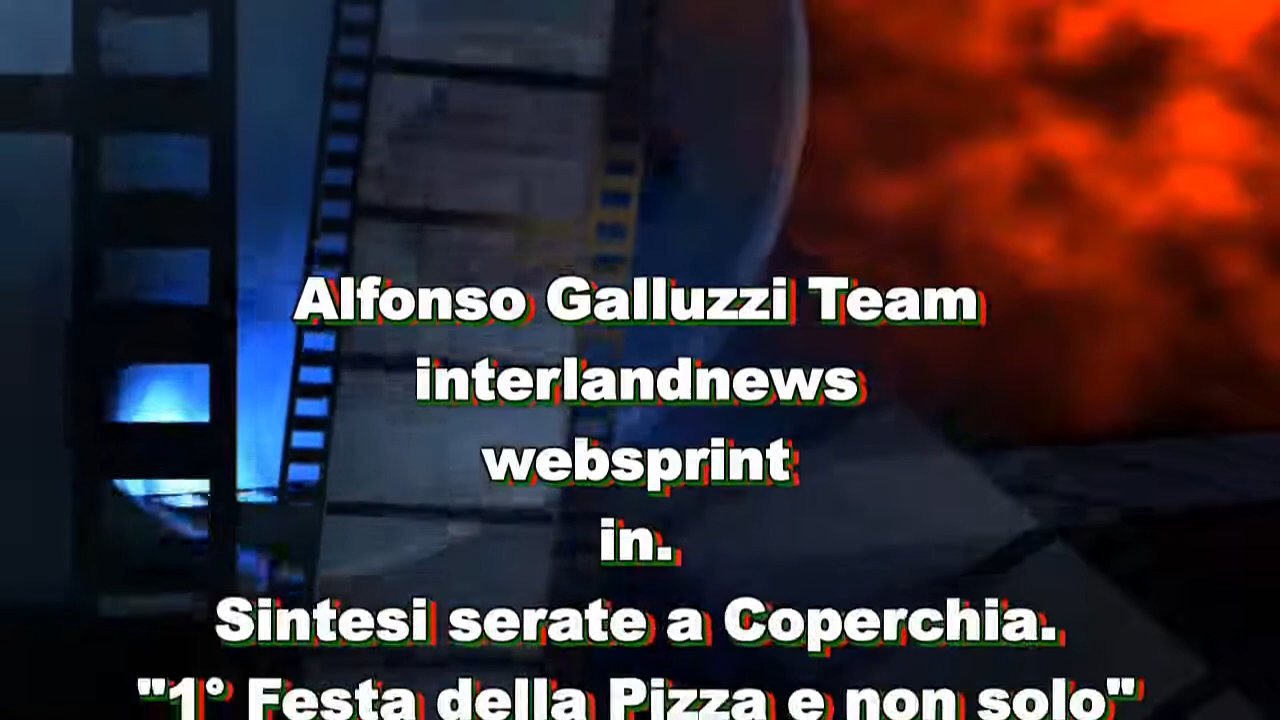 Alfonso Galluzzi Team
interlandnews
websprint
in.
Sintesi serate a Coperchia.
"1° Festa della Pizza e non solo"